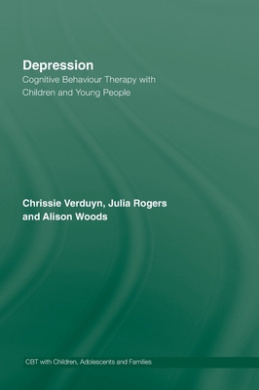 Depression
Cognitive Behaviour Therapy with
Children and Young People
Chrissie Verduyn, Julia Rogers
and Alison Woods
CBT with Children, Adolescents and Families